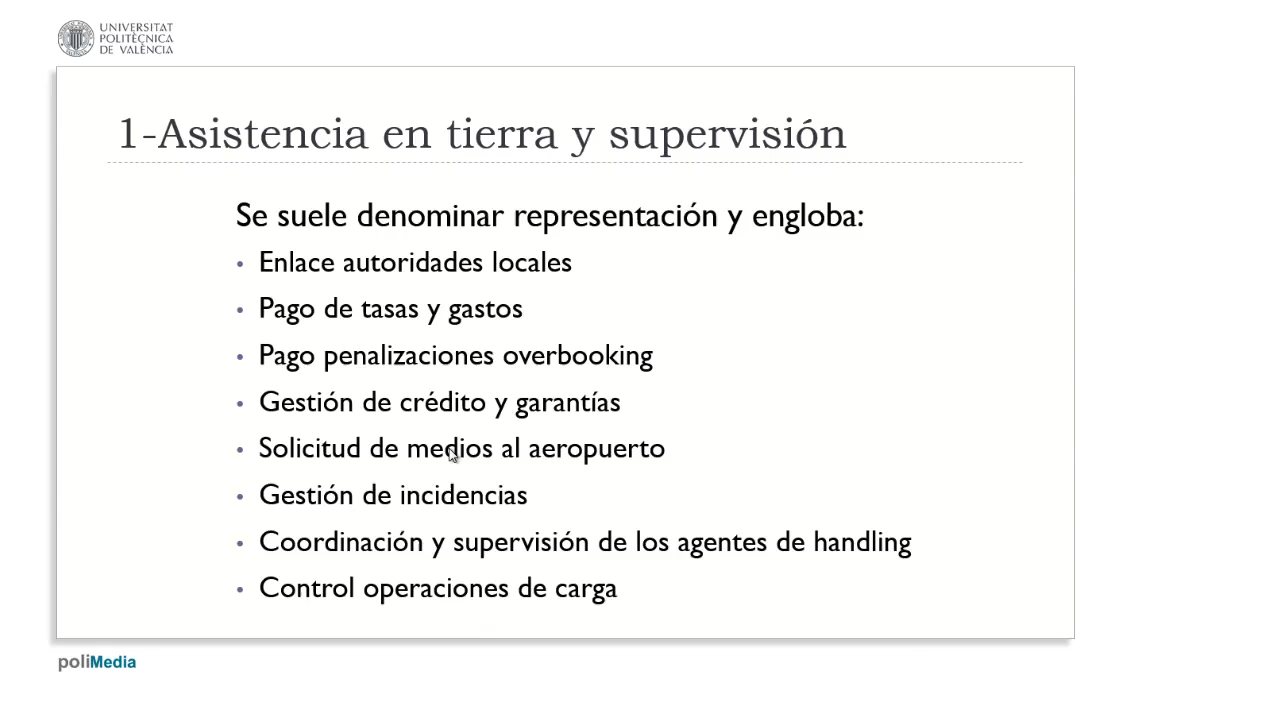 UNIVERSITAT
POLITÈCNICA
DE VALÈNCIA
1-Asistencia en tierra y supervisión
Se suele denominar representación y engloba:
• Enlace autoridades locales
• Pago de tasas y gastos
• Pago penalizaciones overbooking
• Gestión de crédito y garantías
• Solicitud de medios al aeropuerto
• Gestión de incidencias
• Coordinación y supervisión de los agentes de handling
• Control operaciones de carga
poliMedia